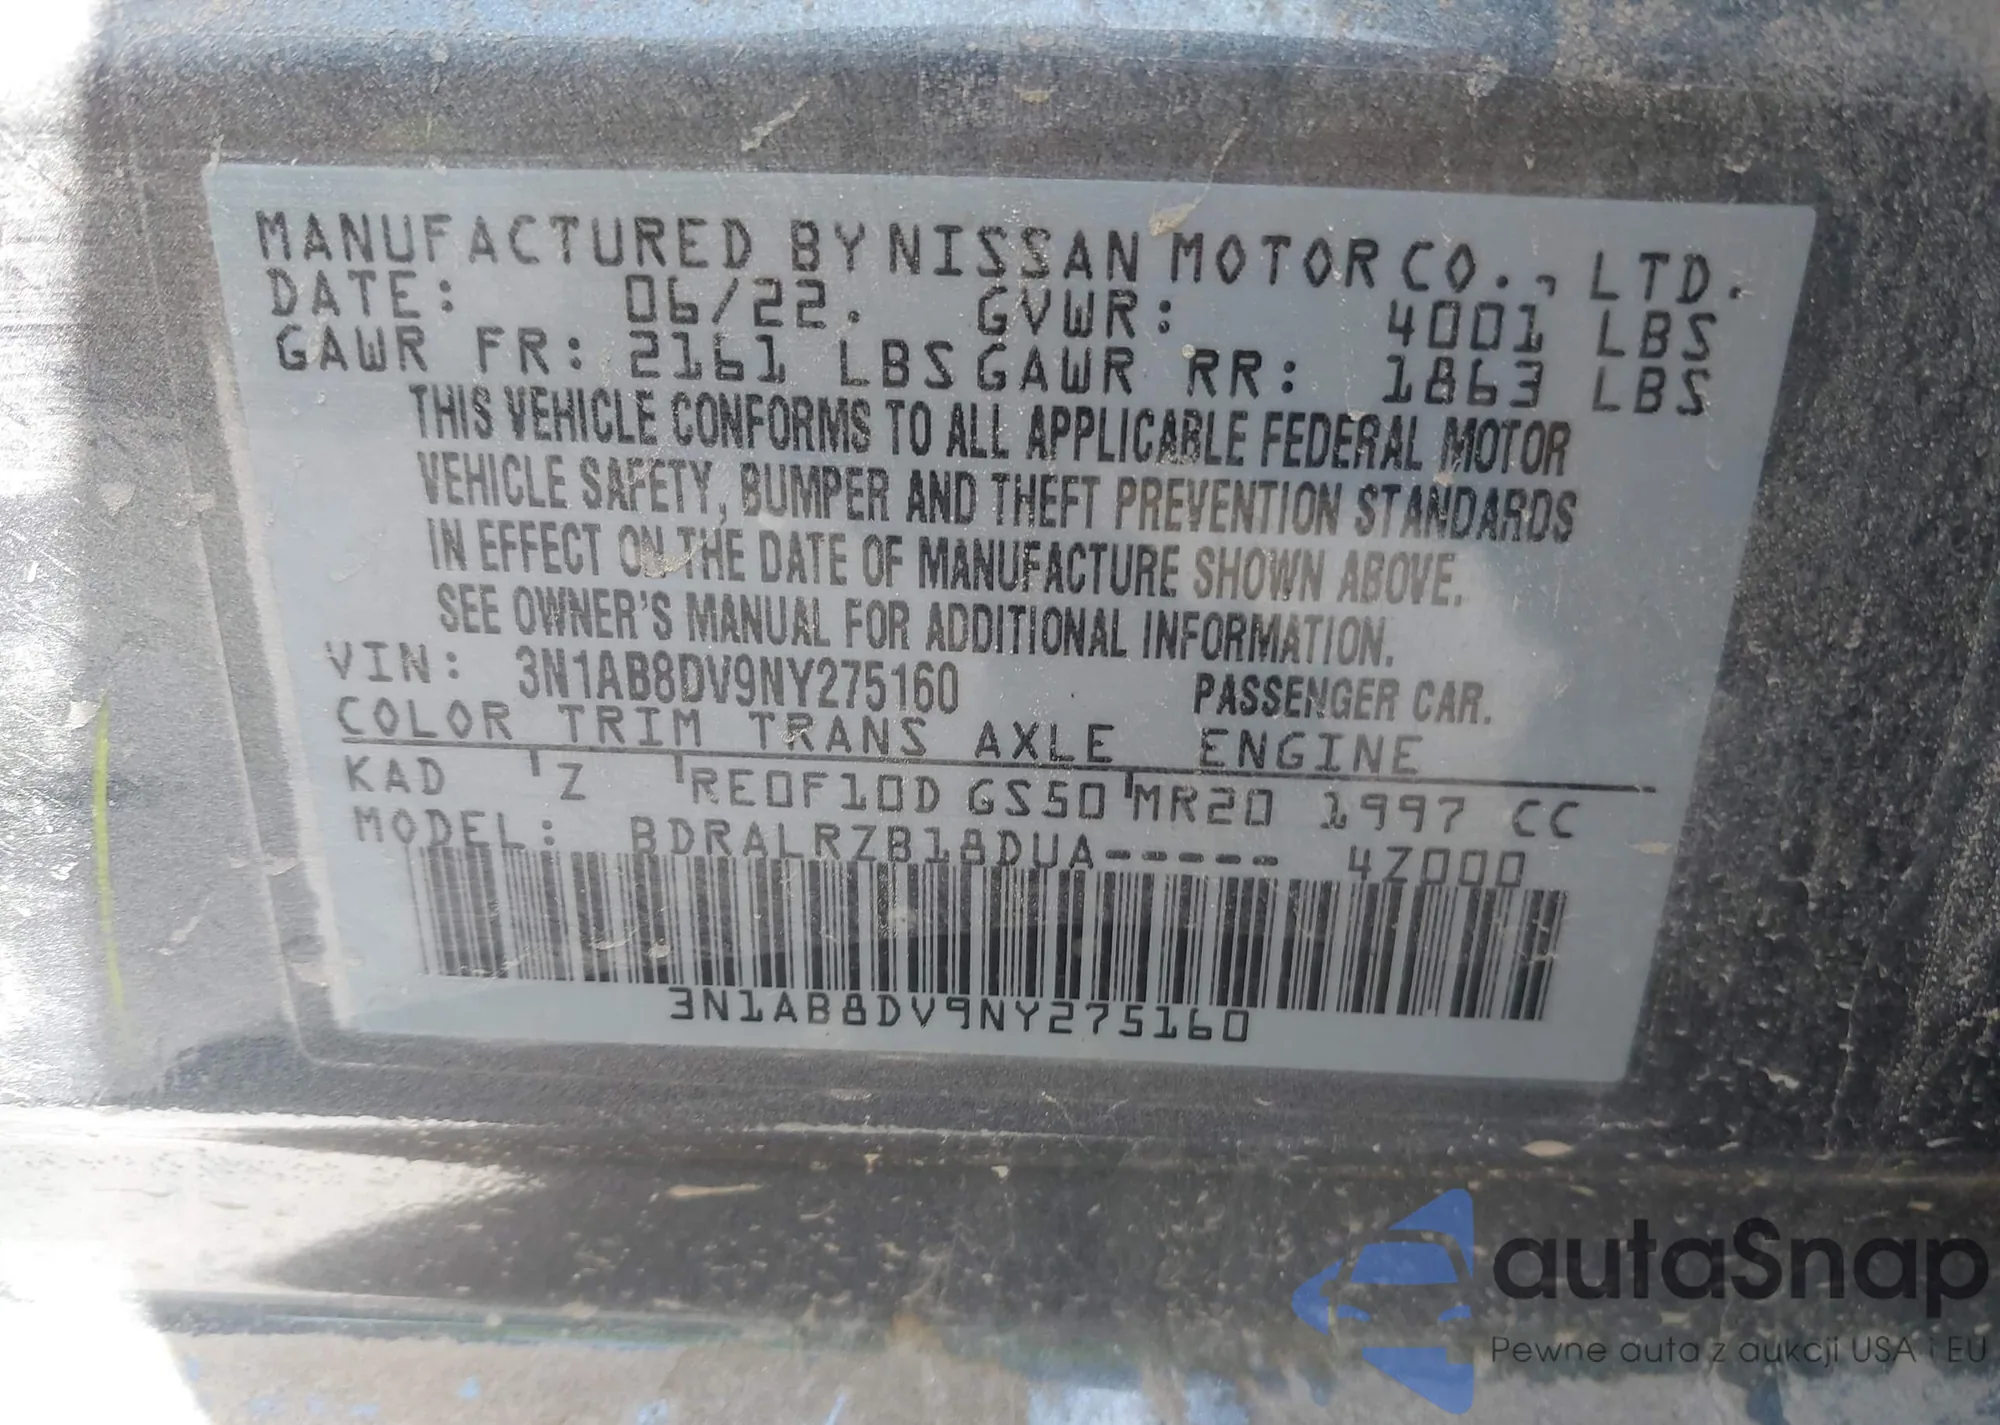 MANUFACTURED BY NISSAN MOTOR CO., LTD.
DATE: 06/22. GVWR: 4001 LBS
GAWR FR: 2161 LBS GAWR RR: 1863 LBS
THIS VEHICLE CONFORMS TO ALL APPLICABLE FEDERAL MOTOR
VEHICLE SAFETY, BUMPER AND THEFT PREVENTION STANDARDS
IN EFFECT ON THE DATE OF MANUFACTURE SHOWN ABOVE.
SEE OWNER'S MANUAL FOR ADDITIONAL INFORMATION.
VIN: 3N1AB8DV9NY275160 PASSENGER CAR.
COLOR TRIM TRANS AXLE ENGINE
KAD Z RE0F10D GS50 MR20 1997 CC
MODEL: BDRALRZB18DUA----- 4Z000
3N1AB8DV9NY275160
autaSnap
Pewne auta z aukcji USA i EU